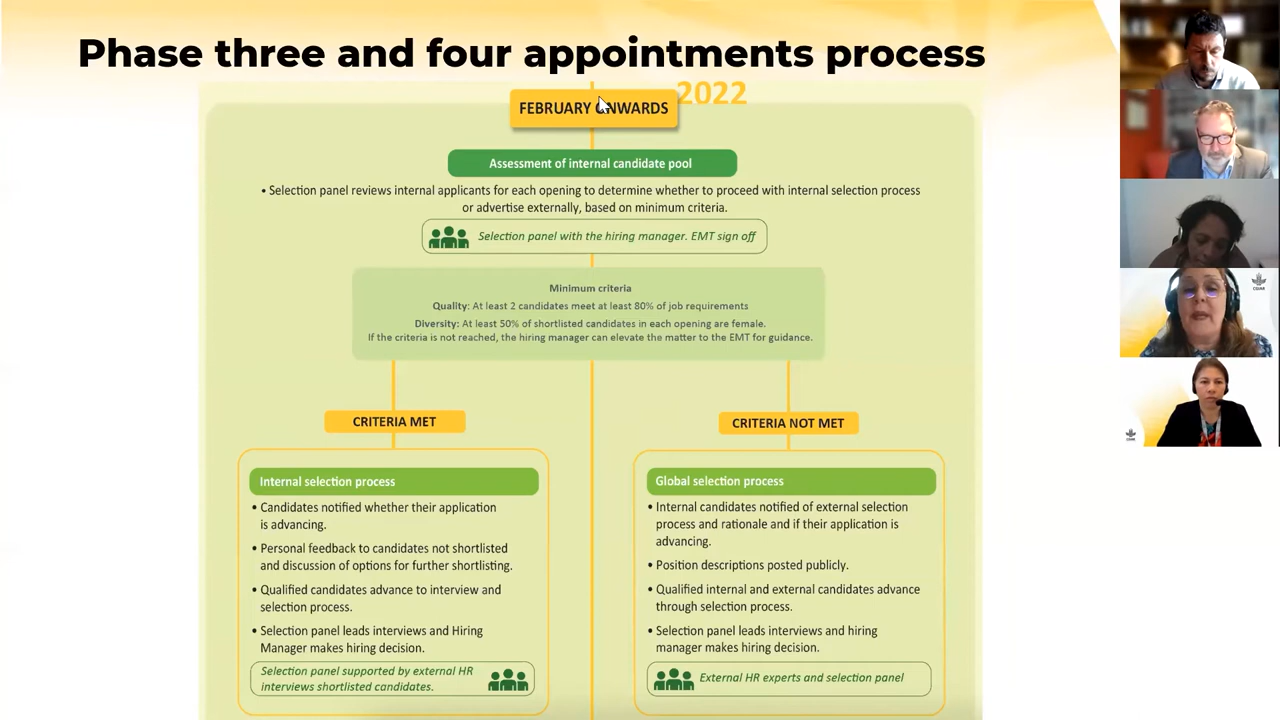 Phase three and four appointments process
2022
FEBRUARY ONWARDS
Assessment of internal candidate pool
• Selection panel reviews internal applicants for each opening to determine whether to proceed with internal selection process
or advertise externally, based on minimum criteria.
Selection panel with the hiring manager. EMT sign off
Minimum criteria
Quality: At least 2 candidates meet at least 80% of job requirements
Diversity: At least 50% of shortlisted candidates in each opening are female.
If the criteria is not reached, the hiring manager can elevate the matter to the EMT for guidance.
CRITERIA MET
Internal selection process
• Candidates notified whether their application
is advancing.
• Personal feedback to candidates not shortlisted
and discussion of options for further shortlisting.
• Qualified candidates advance to interview and
selection process.
• Selection panel leads interviews and Hiring
Manager makes hiring decision.
Selection panel supported by external HR
interviews shortlisted candidates.
CRITERIA NOT MET
Global selection process
• Internal candidates notified of external selection
process and rationale and if their application is
advancing.
• Position descriptions posted publicly.
• Qualified internal and external candidates advance
through selection process.
• Selection panel leads interviews and hiring
manager makes hiring decision.
External HR experts and selection panel
CGIAR
CGIAR